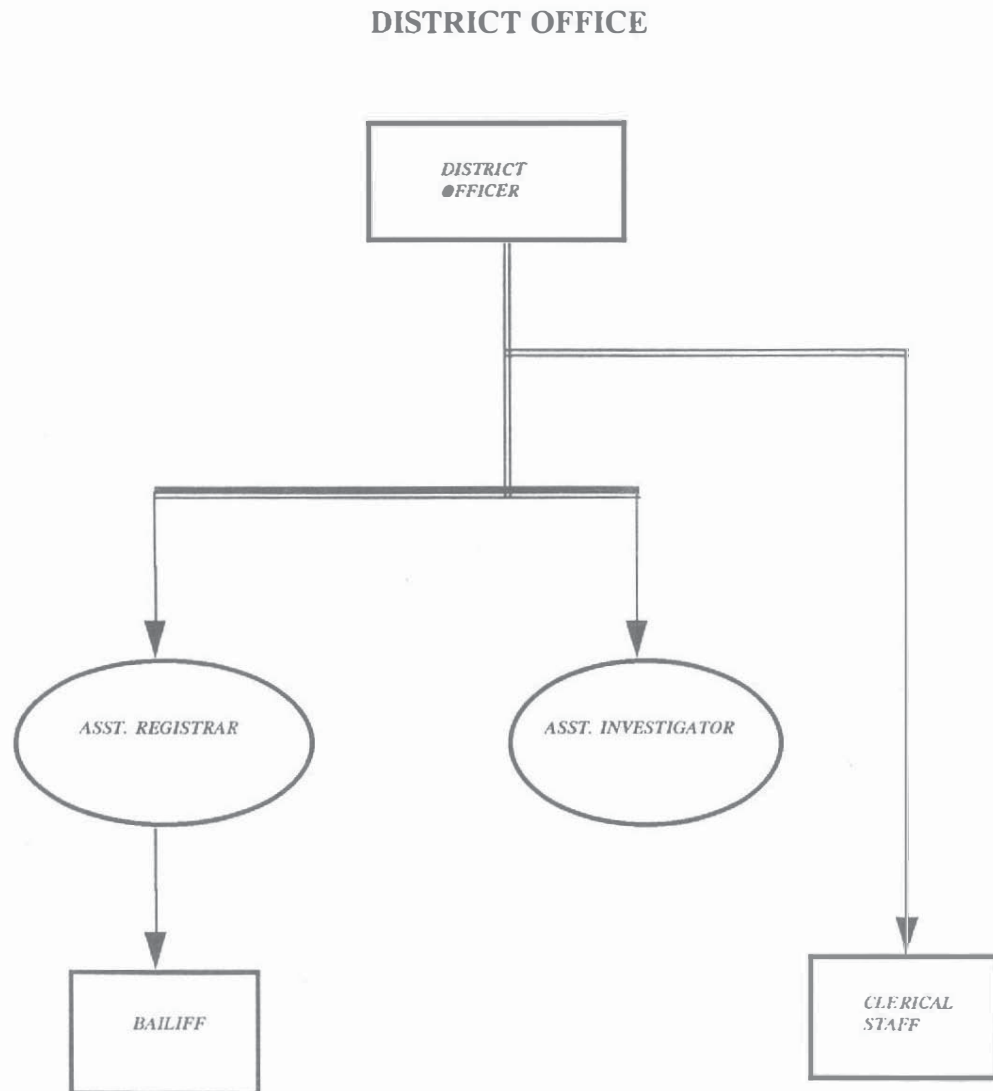 DISTRICT OFFICE
DISTRICT
OFFICER
ASST. REGISTRAR
ASST. INVESTIGATOR
BAILIFF
CLERICAL
STAFF